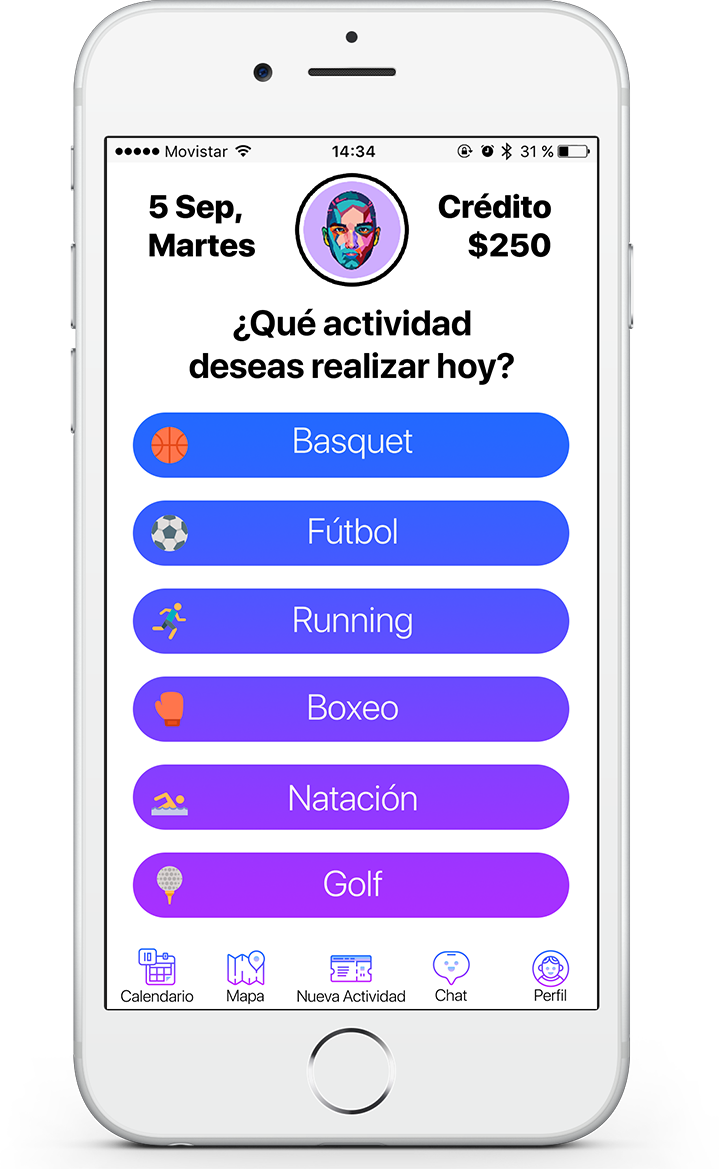 Movistar 14:34 31 %
5 Sep,
Martes
Crédito
$250
¿Qué actividad
deseas realizar hoy?
Basquet
Fútbol
Running
Boxeo
Natación
Golf
10
Calendario
Mapa
Nueva Actividad
Chat
Perfil